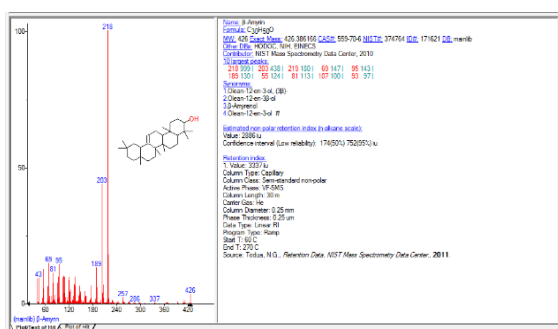 Name: β-Amyrin
Formula: C30H50O
MW: 426 Exact Mass: 426.386166 CAS#: 559-70-6 NIST#: 374764 ID#: 171621 DB: mainlib
Other DBs: HODOC, NIH, EINECS
Contributor: NIST Mass Spectrometry Data Center, 2010
10 largest peaks:
218 999 | 203 438 | 219 180 | 69 147 | 95 143 |
189 130 | 55 124 | 81 113 | 107 100 | 93 97 |
Synonyms:
1.Olean-12-en-3-ol, (3β)
2.Olean-12-en-3β-ol
3.β-Amyrenol
4.Olean-12-en-3-ol #
Estimated non-polar retention index (n-alkane scale):
Value: 2886 iu
Confidence interval (Low reliability): 174(50%) 752(95%) iu
Retention index.
1. Value: 3337 iu
Column Type: Capillary
Column Class: Semi-standard non-polar
Active Phase: VF-5MS
Column Length: 30 m
Carrier Gas: He
Column Diameter: 0.25 mm
Phase Thickness: 0.25 um
Data Type: Linear RI
Program Type: Ramp
Start T: 60 C
End T: 270 C
Source: Todua, N.G., Retention Data. NIST Mass Spectrometry Data Center, 2011.
100
218
OH
50
203
69
95
81
43
189
257
286
337
426
0
60 120 180 240 300 360 420
(mainlib) β-Amyrin
Plot/Text of Hit Plot of Hit